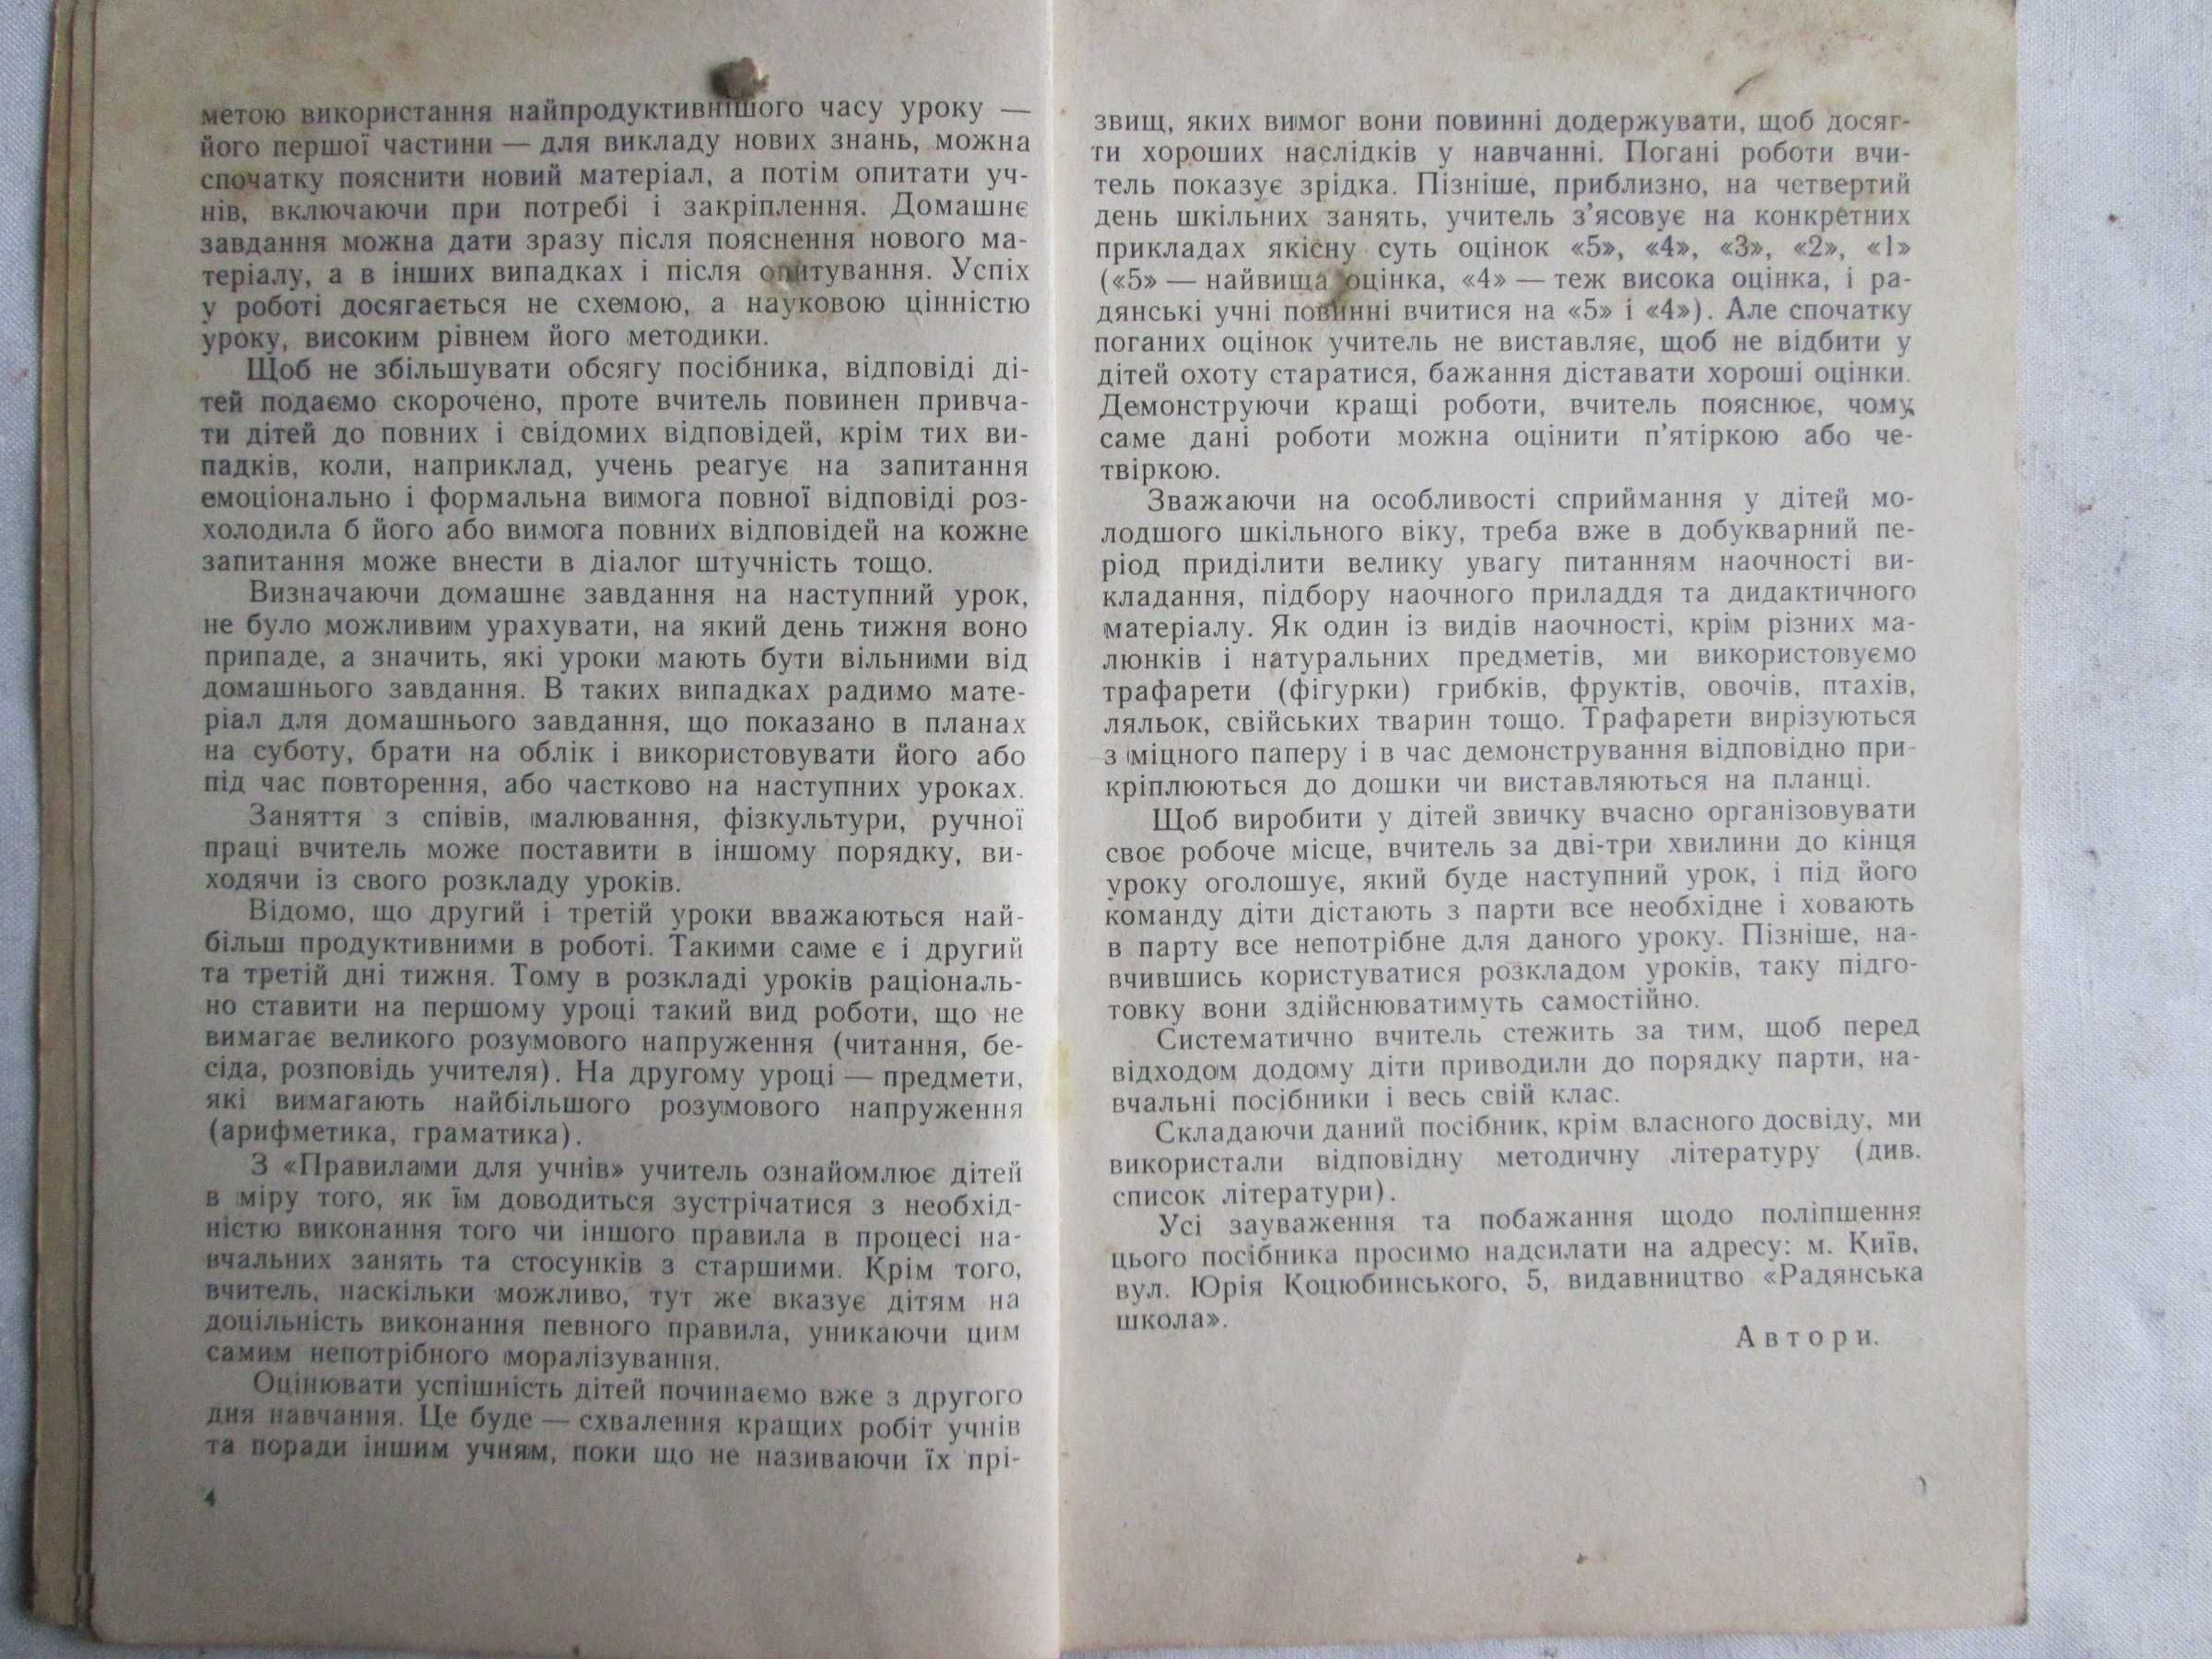 метою використання найпродуктивнішого часу уроку —
його першої частини — для викладу нових знань, можна
спочатку пояснити новий матеріал, а потім опитати уч-
нів, включаючи при потребі і закріплення. Домашнє
завдання можна дати зразу після пояснення нового ма-
теріалу, а в інших випадках і після опитування. Успіх
у роботі досягається не схемою, а науковою цінністю
уроку, високим рівнем його методики.
Щоб не збільшувати обсягу посібника, відповіді ді-
тей подаємо скорочено, проте вчитель повинен привча-
ти дітей до повних і свідомих відповідей, крім тих ви-
падків, коли, наприклад, учень реагує на запитання
емоціонально і формальна вимога повної відповіді роз-
холодила б його або вимога повних відповідей на кожне
запитання може внести в діалог штучність тощо.
Визначаючи домашнє завдання на наступний урок,
не було можливим урахувати, на який день тижня воно
припаде, а значить, які уроки мають бути вільними від
домашнього завдання. В таких випадках радимо мате-
ріал для домашнього завдання, що показано в планах
на суботу, брати на облік і використовувати його або
під час повторення, або частково на наступних уроках.
Заняття з співів, малювання, фізкультури, ручної
праці вчитель може поставити в іншому порядку, ви-
ходячи із свого розкладу уроків.
Відомо, що другий і третій уроки вважаються най-
більш продуктивними в роботі. Такими саме є і другий
та третій дні тижня. Тому в розкладі уроків раціональ-
но ставити на першому уроці такий вид роботи, що не
вимагає великого розумового напруження (читання, бе-
сіда, розповідь учителя). На другому уроці — предмети,
які вимагають найбільшого розумового напруження
(арифметика, граматика).
З «Правилами для учнів» учитель ознайомлює дітей
в міру того, як їм доводиться зустрічатися з необхід-
ністю виконання того чи іншого правила в процесі на-
вчальних занять та стосунків з старшими. Крім того,
вчитель, наскільки можливо, тут же вказує дітям на
доцільність виконання певного правила, уникаючи цим
самим непотрібного моралізування.
Оцінювати успішність дітей починаємо вже з другого
дня навчання. Це буде — схвалення кращих робіт учнів
та поради іншим учням, поки що не називаючи їх прі-
4
звищ, яких вимог вони повинні додержувати, щоб досяг-
ти хороших наслідків у навчанні. Погані роботи вчи-
тель показує зрідка. Пізніше, приблизно, на четвертий
день шкільних занять, учитель з'ясовує на конкретних
прикладах якісну суть оцінок «5», «4», «3», «2», «1»
(«5» — найвища оцінка, «4» — теж висока оцінка, і ра-
дянські учні повинні вчитися на «5» і «4»). Але спочатку
поганих оцінок учитель не виставляє, щоб не відбити у
дітей охоту старатися, бажання діставати хороші оцінки.
Демонструючи кращі роботи, вчитель пояснює, чому
саме дані роботи можна оцінити п'ятіркою або че-
твіркою.
Зважаючи на особливості сприймання у дітей мо-
лодшого шкільного віку, треба вже в добукварний пе-
ріод приділити велику увагу питанням наочності ви-
кладання, підбору наочного приладдя та дидактичного
матеріалу. Як один із видів наочності, крім різних ма-
люнків і натуральних предметів, ми використовуємо
трафарети (фігурки) грибків, фруктів, овочів, птахів,
ляльок, свійських тварин тощо. Трафарети вирізуються
з міцного паперу і в час демонстрування відповідно при-
кріплюються до дошки чи виставляються на планці.
Щоб виробити у дітей звичку вчасно організовувати
своє робоче місце, вчитель за дві-три хвилини до кінця
уроку оголошує, який буде наступний урок, і під його
команду діти дістають з парти все необхідне і ховають
в парту все непотрібне для даного уроку. Пізніше, на-
вчившись користуватися розкладом уроків, таку підго-
товку вони здійснюватимуть самостійно.
Систематично вчитель стежить за тим, щоб перед
відходом додому діти приводили до порядку парти, на-
вчальні посібники і весь свій клас.
Складаючи даний посібник, крім власного досвіду, ми
використали відповідну методичну літературу (див.
список літератури).
Усі зауваження та побажання щодо поліпшення
цього посібника просимо надсилати на адресу: м. Київ,
вул. Юрія Коцюбинського, 5, видавництво «Радянська
школа».
Автори.